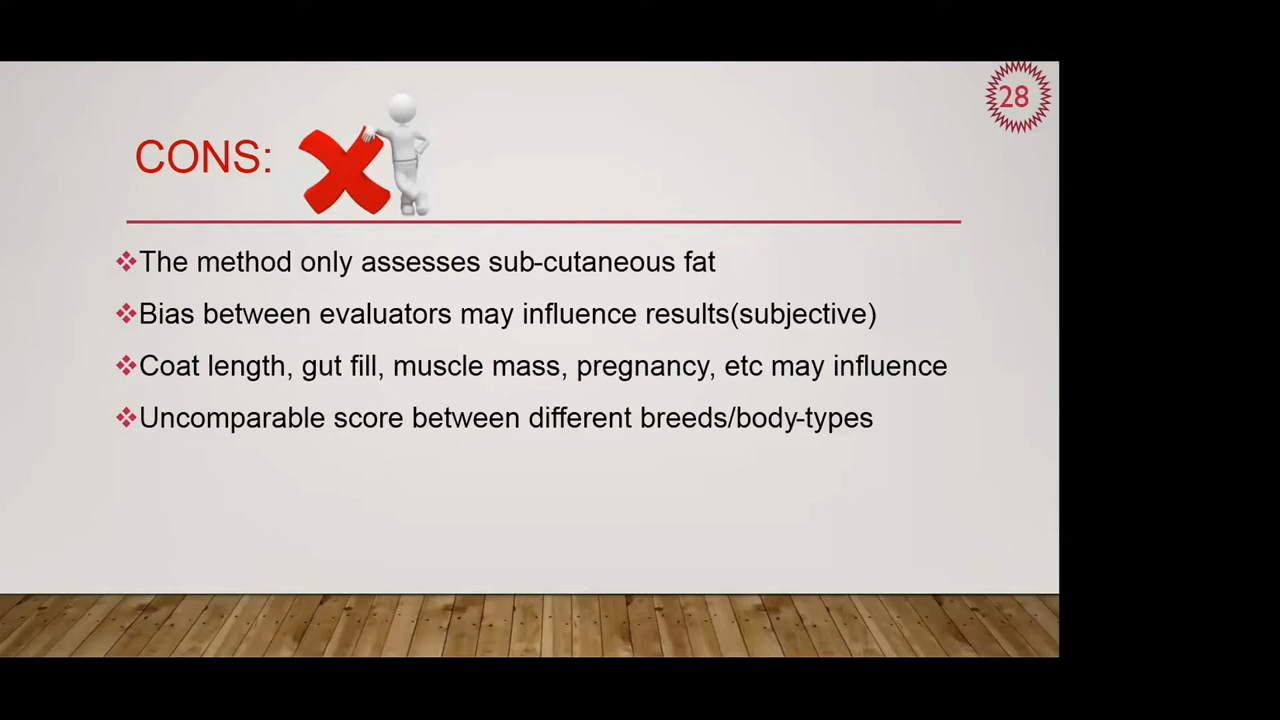 28
CONS:
The method only assesses sub-cutaneous fat
Bias between evaluators may influence results(subjective)
Coat length, gut fill, muscle mass, pregnancy, etc may influence
Uncomparable score between different breeds/body-types